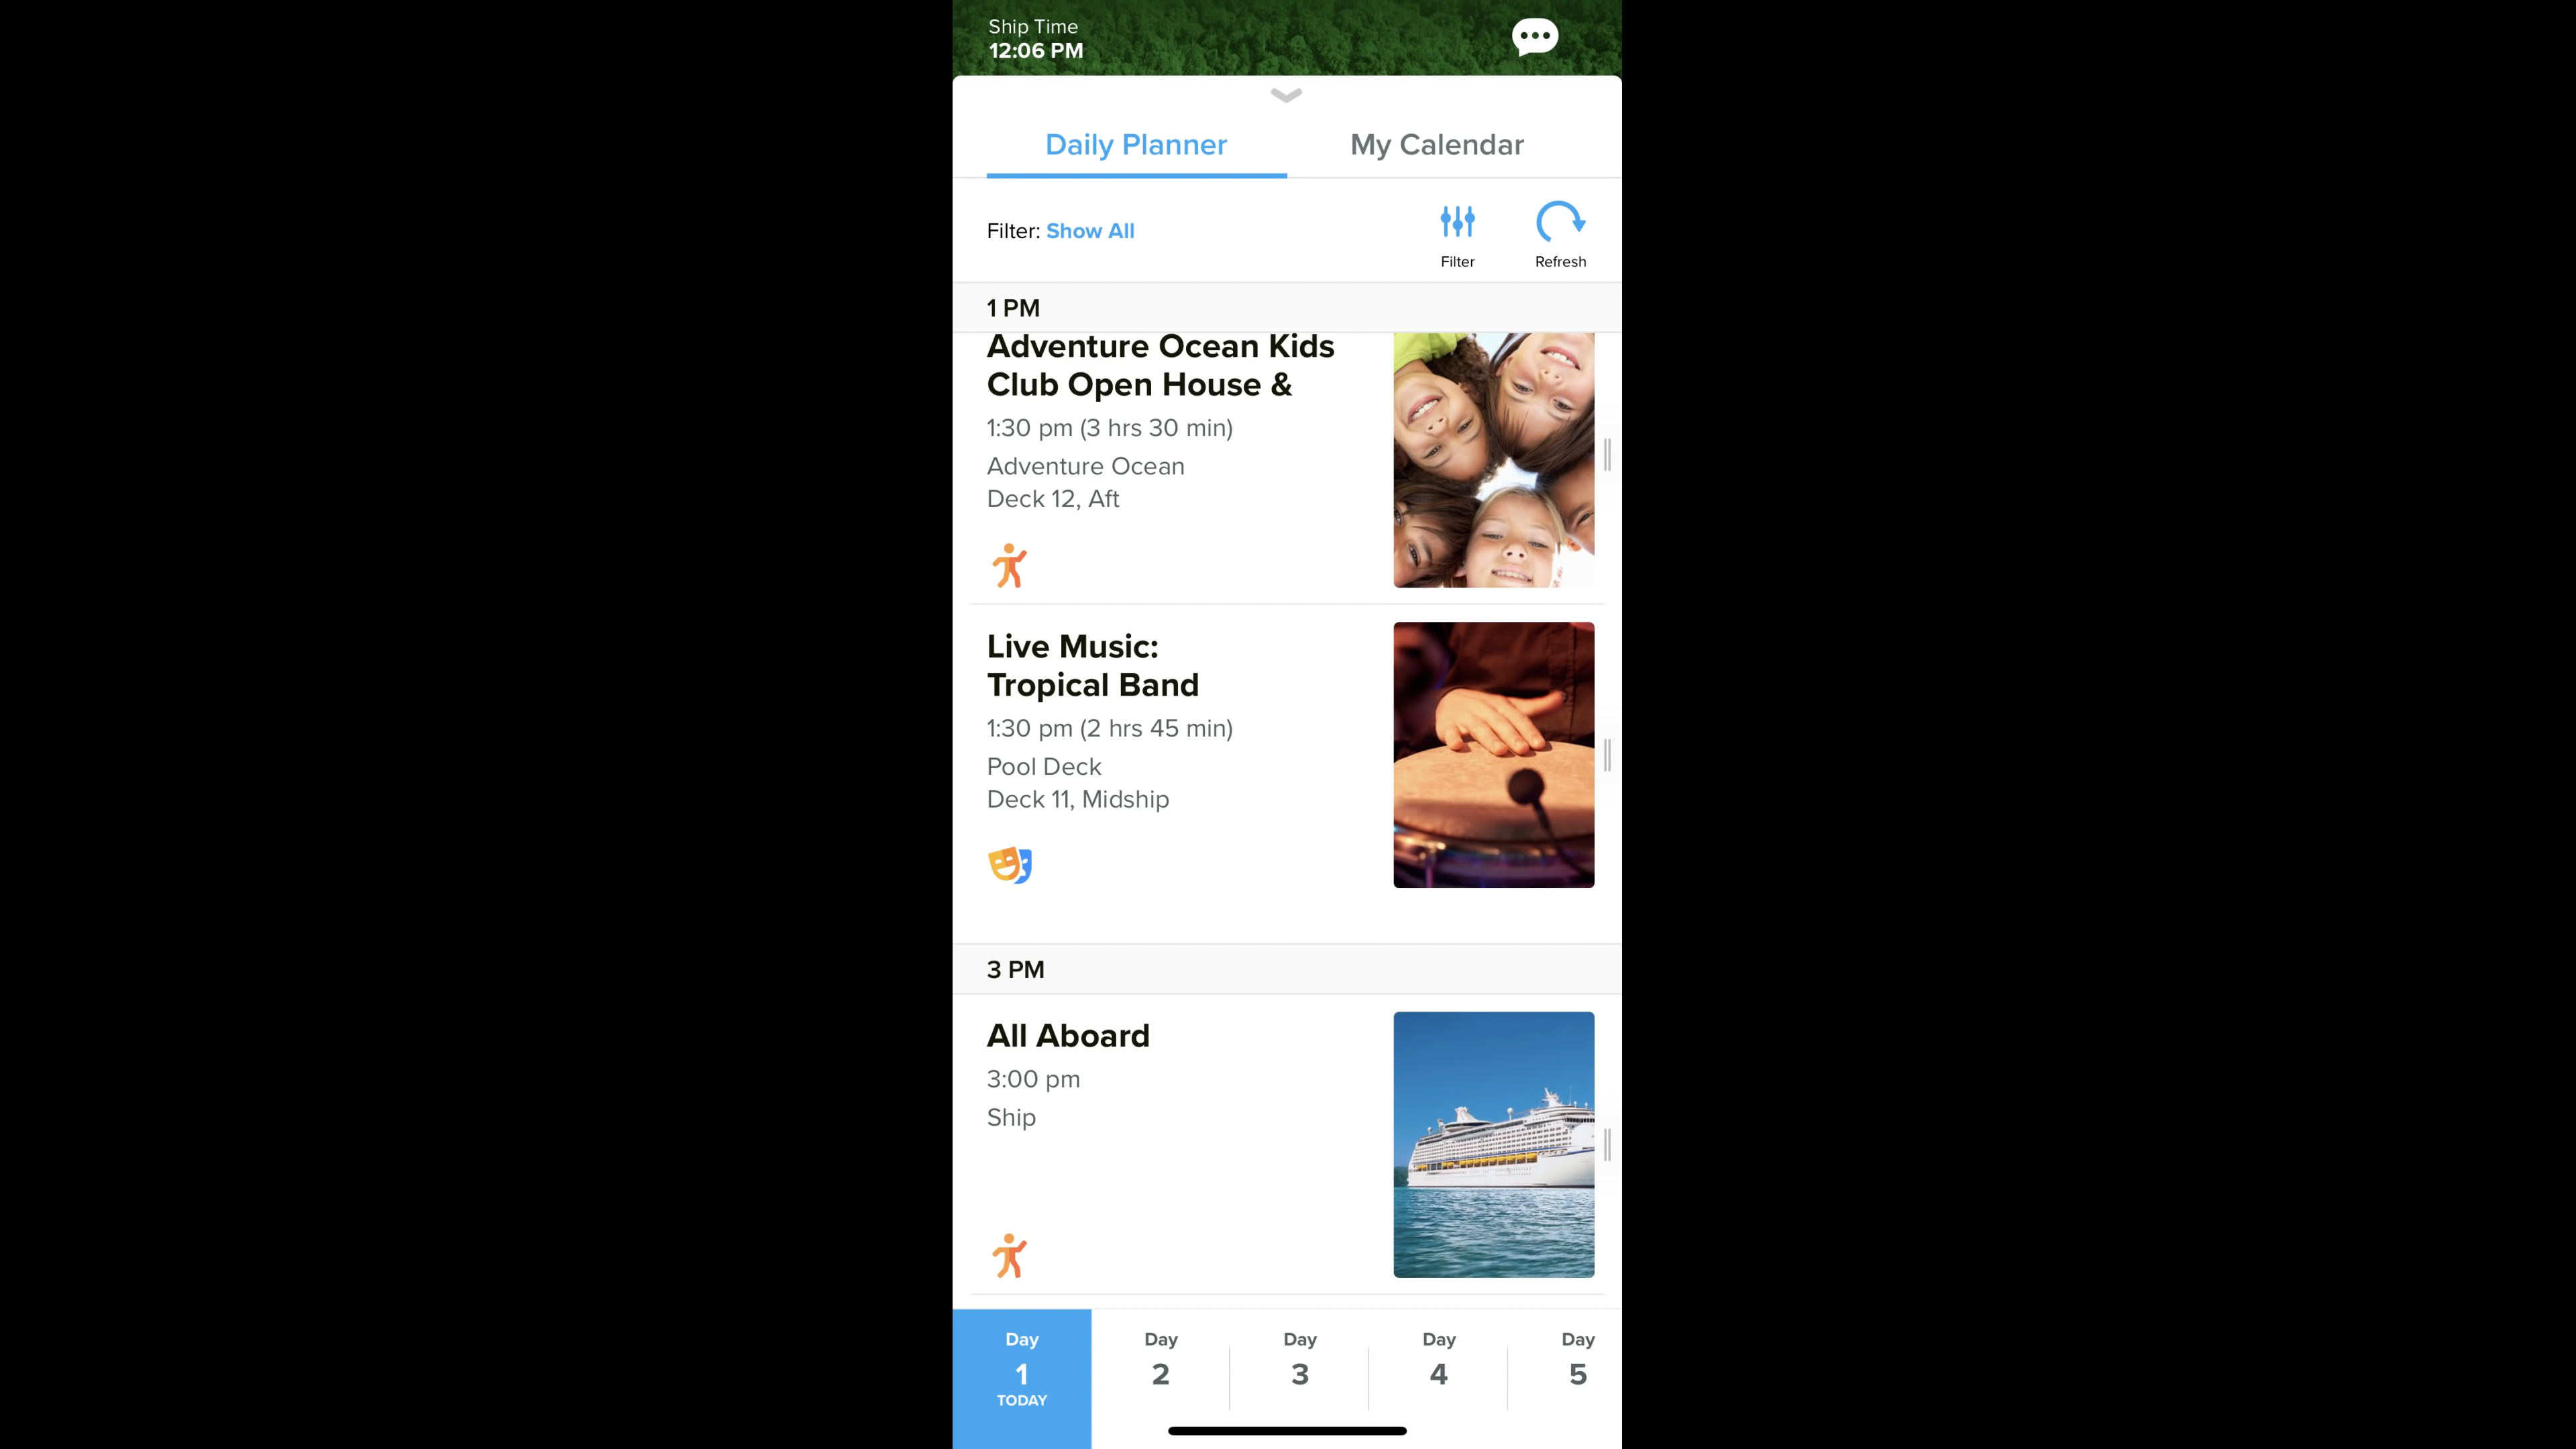 Ship Time
12:06 PM
Daily Planner
My Calendar
Filter: Show All
Filter
Refresh
1 PM
Adventure Ocean Kids
Club Open House &
1:30 pm (3 hrs 30 min)
Adventure Ocean
Deck 12, Aft
Live Music:
Tropical Band
1:30 pm (2 hrs 45 min)
Pool Deck
Deck 11, Midship
3 PM
All Aboard
3:00 pm
Ship
Day
1
TODAY
Day
2
Day
3
Day
4
Day
5